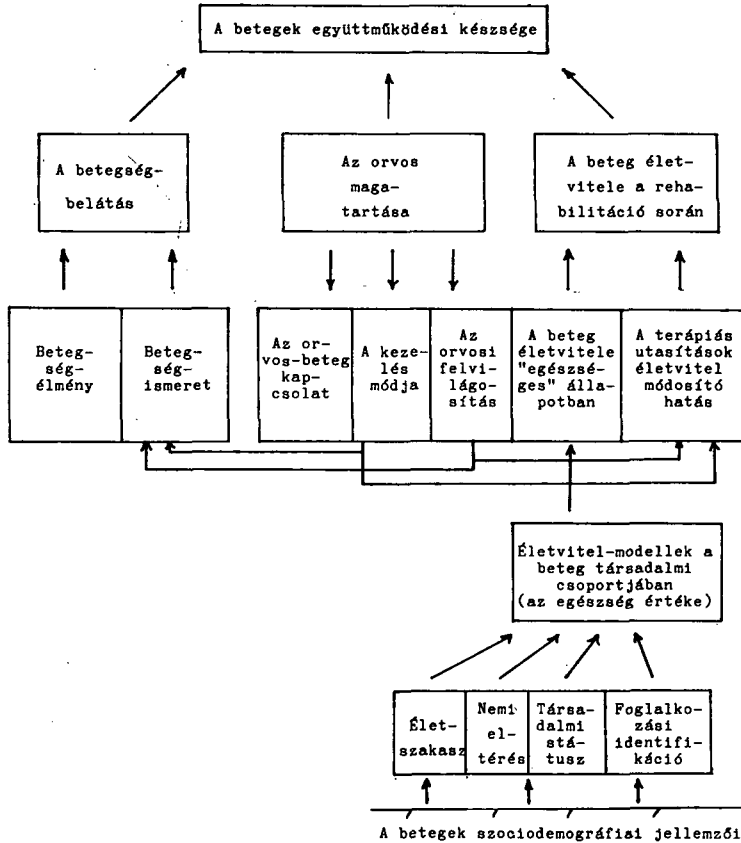 A betegek együttműködési készsége
A betegség-
belátás
Az orvos
maga-
tartása
A beteg élet-
vitele a reha-
bilitáció során
Beteg-
ség-
élmény
Beteg-
ség-
ismeret
Az or-
vos-beteg
kap-
csolat
A keze-
lés
módja
Az
orvosi
felvi-
lágo-
sítás
A beteg
életvitele
"egészsé-
ges" álla-
potban
A terápiás
utasítások
életvitel
módosító
hatás
Életvitel-modellek a
beteg társadalmi
csoportjában
(az egészség értéke)
Élet-
szakasz
Nemi
el-
térés
Társa-
dalmi
stá-
tusz
Foglalko-
zási
identifi-
káció
A betegek szociodemográfiai jellemzői